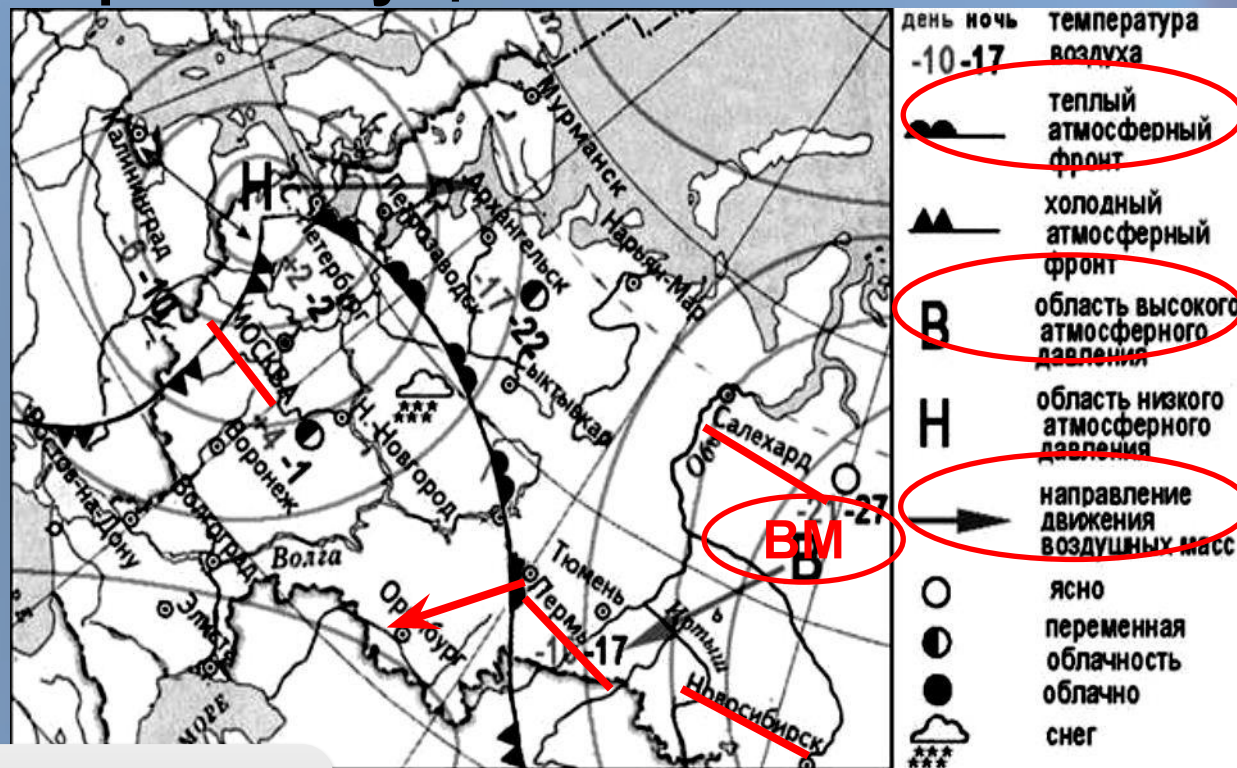 Мурманск
Калининград
-6 -10
Н
С.-Петербург
+2 -2
Петрозаводск
Архангельск
-17 -22
Нарьян-Мар
МОСКВА
+4 -1
Сыктывкар
Н. Новгород
Воронеж
Ростов-на-Дону
Волгоград
Волга
Элиста
МОРЕ
Оренбург
Пермь
-17
Тюмень
Иртыш
Обь
Салехард
-27
ВМ
В
Новосибирск
день ночь температура
-10 -17 воздуха
теплый
атмосферный
фронт
холодный
атмосферный
фронт
В
область высокого
атмосферного
давления
Н
область низкого
атмосферного
давления
направление
движения
воздушных масс
ясно
переменная
облачность
облачно
снег